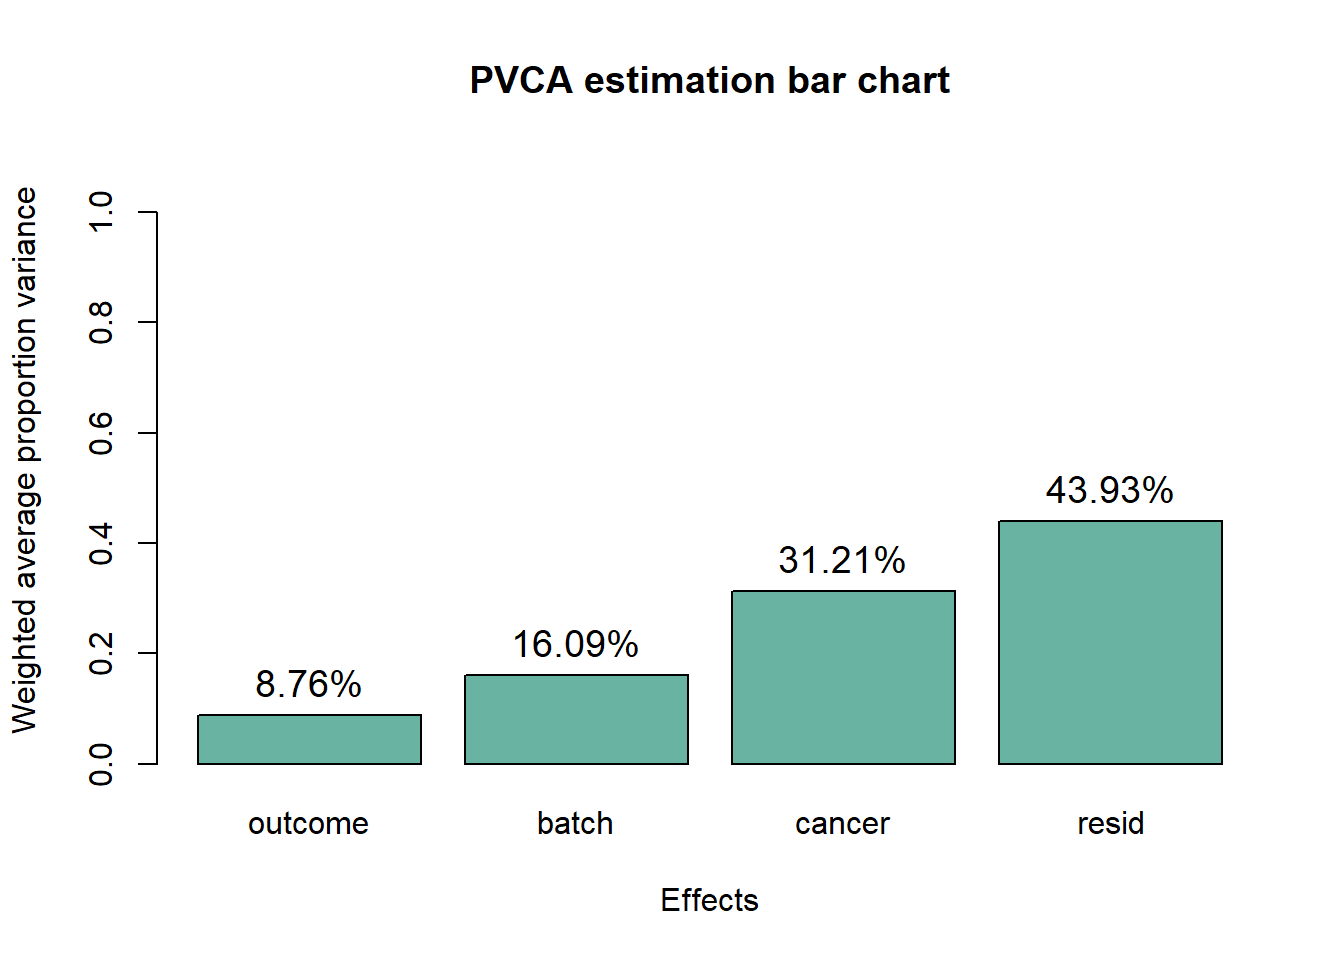 PVCA estimation bar chart
Weighted average proportion variance
1.0
0.8
0.6
0.4
0.2
0.0
8.76%
16.09%
31.21%
43.93%
outcome
batch
cancer
resid
Effects